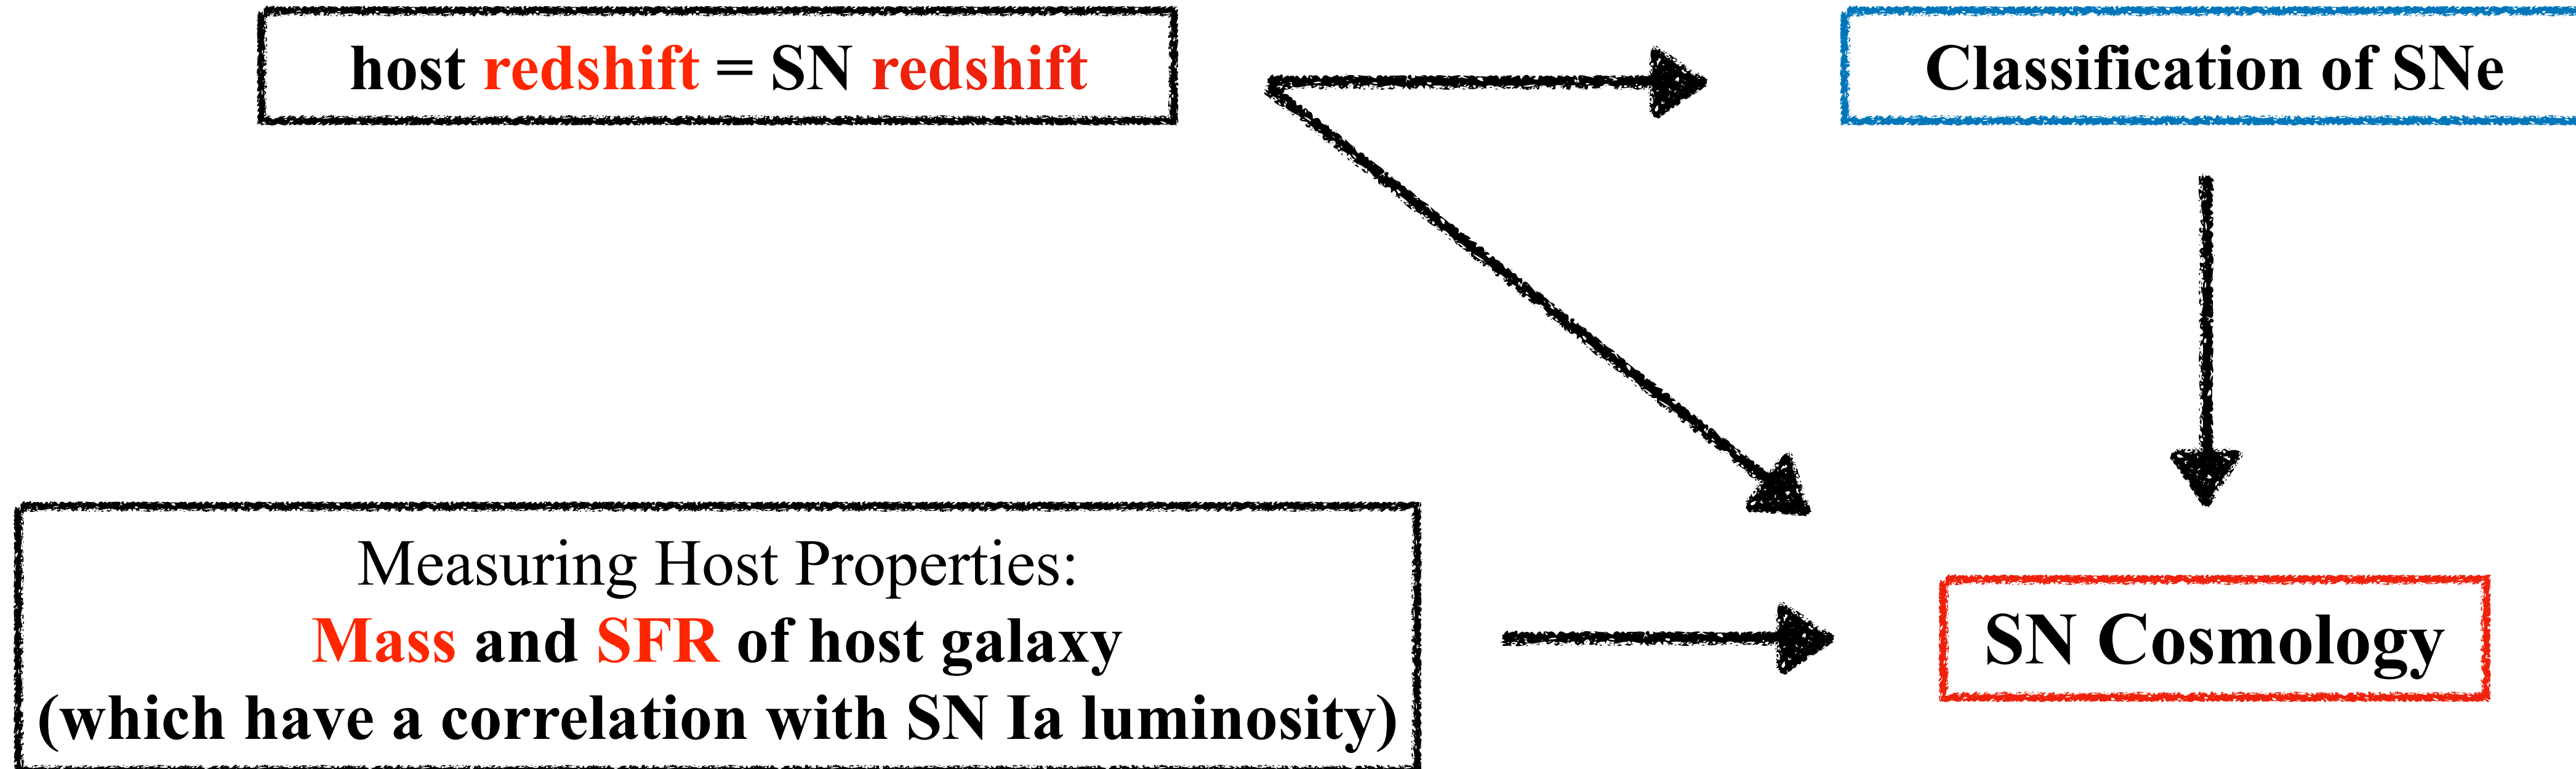 host redshift = SN redshift
Classification of SNe
Measuring Host Properties:
Mass and SFR of host galaxy
(which have a correlation with SN Ia luminosity)
SN Cosmology